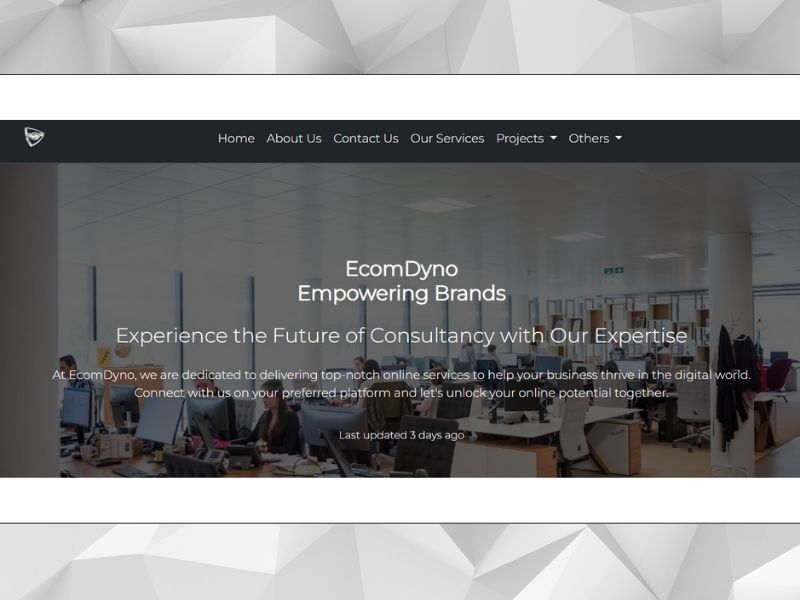 Home About Us Contact Us Our Services Projects Others
EcomDyno
Empowering Brands
Experience the Future of Consultancy with Our Expertise
At EcomDyno, we are dedicated to delivering top-notch online services to help your business thrive in the digital world.
Connect with us on your preferred platform and let's unlock your online potential together.
Last updated 3 days ago